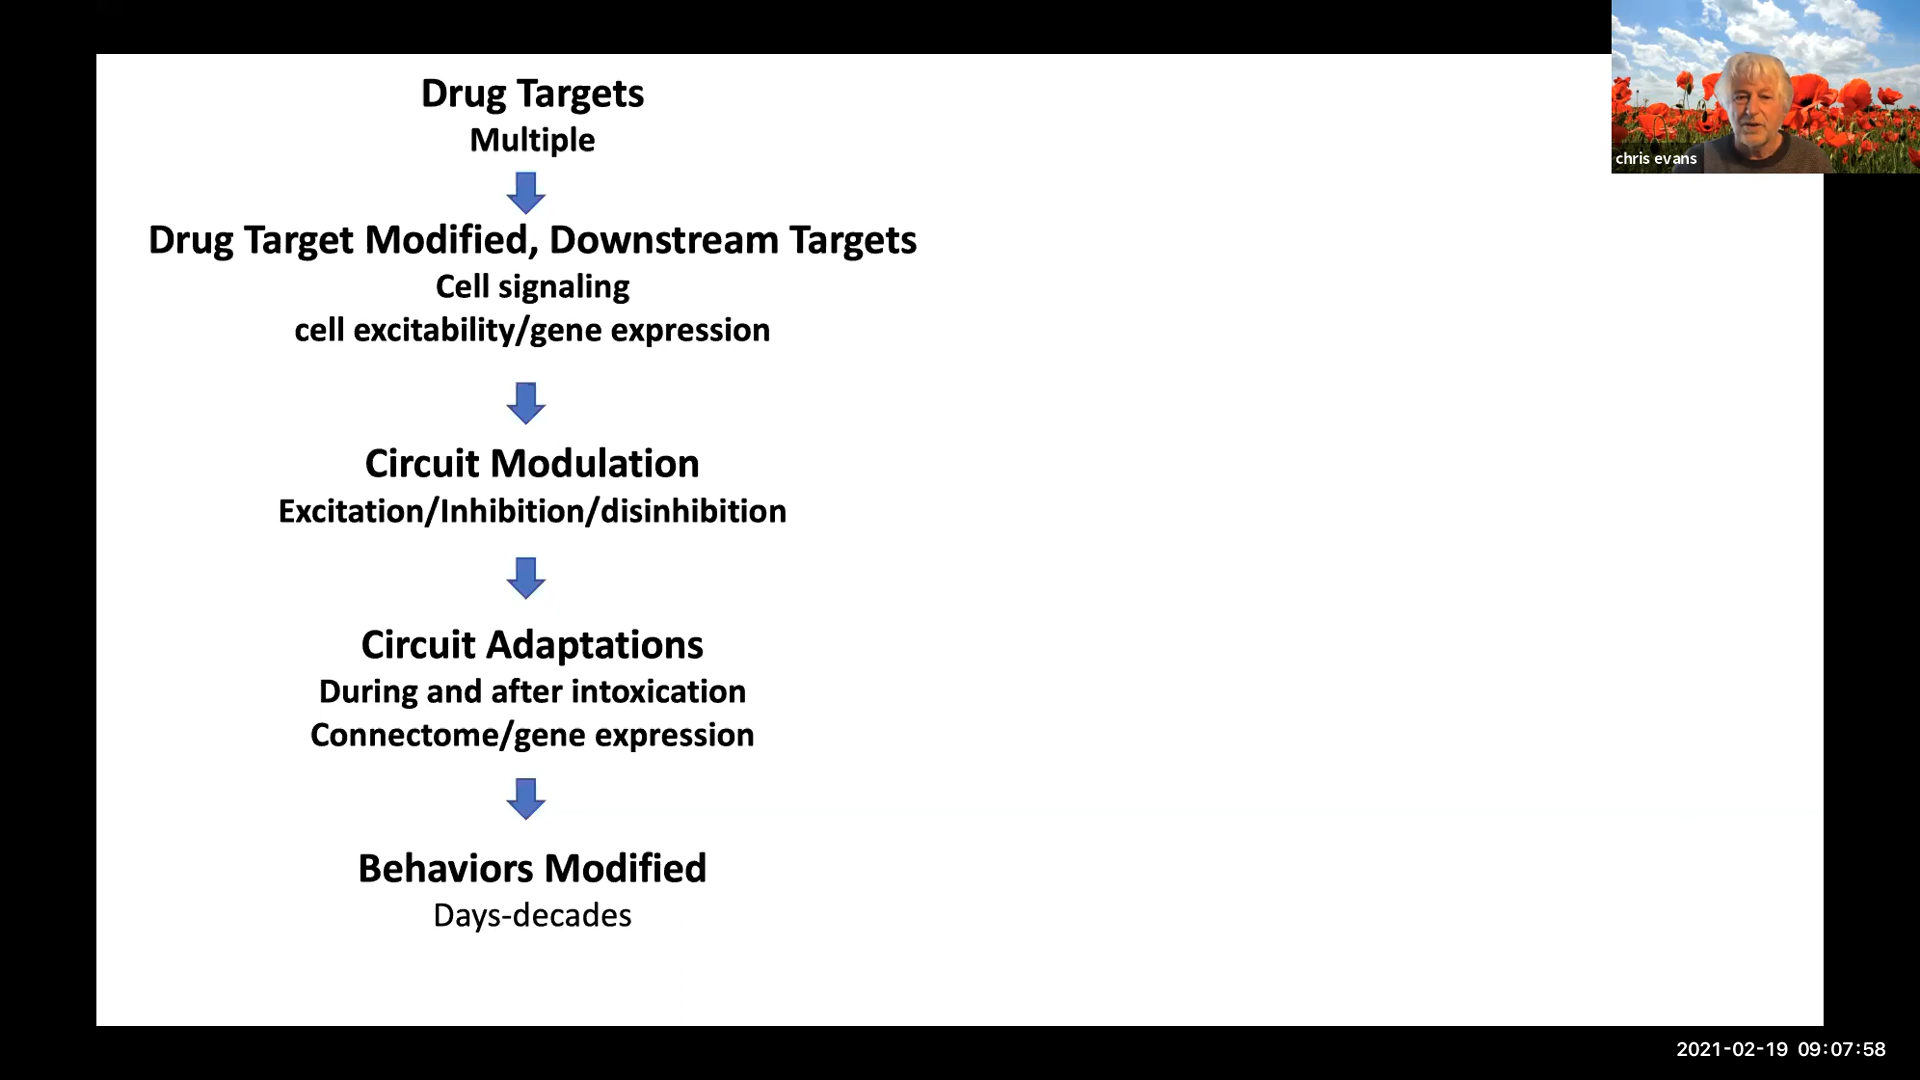 Drug Targets
Multiple
Drug Target Modified, Downstream Targets
Cell signaling
cell excitability/gene expression
Circuit Modulation
Excitation/Inhibition/disinhibition
Circuit Adaptations
During and after intoxication
Connectome/gene expression
Behaviors Modified
Days-decades
chris evans
2021-02-19 09:07:58